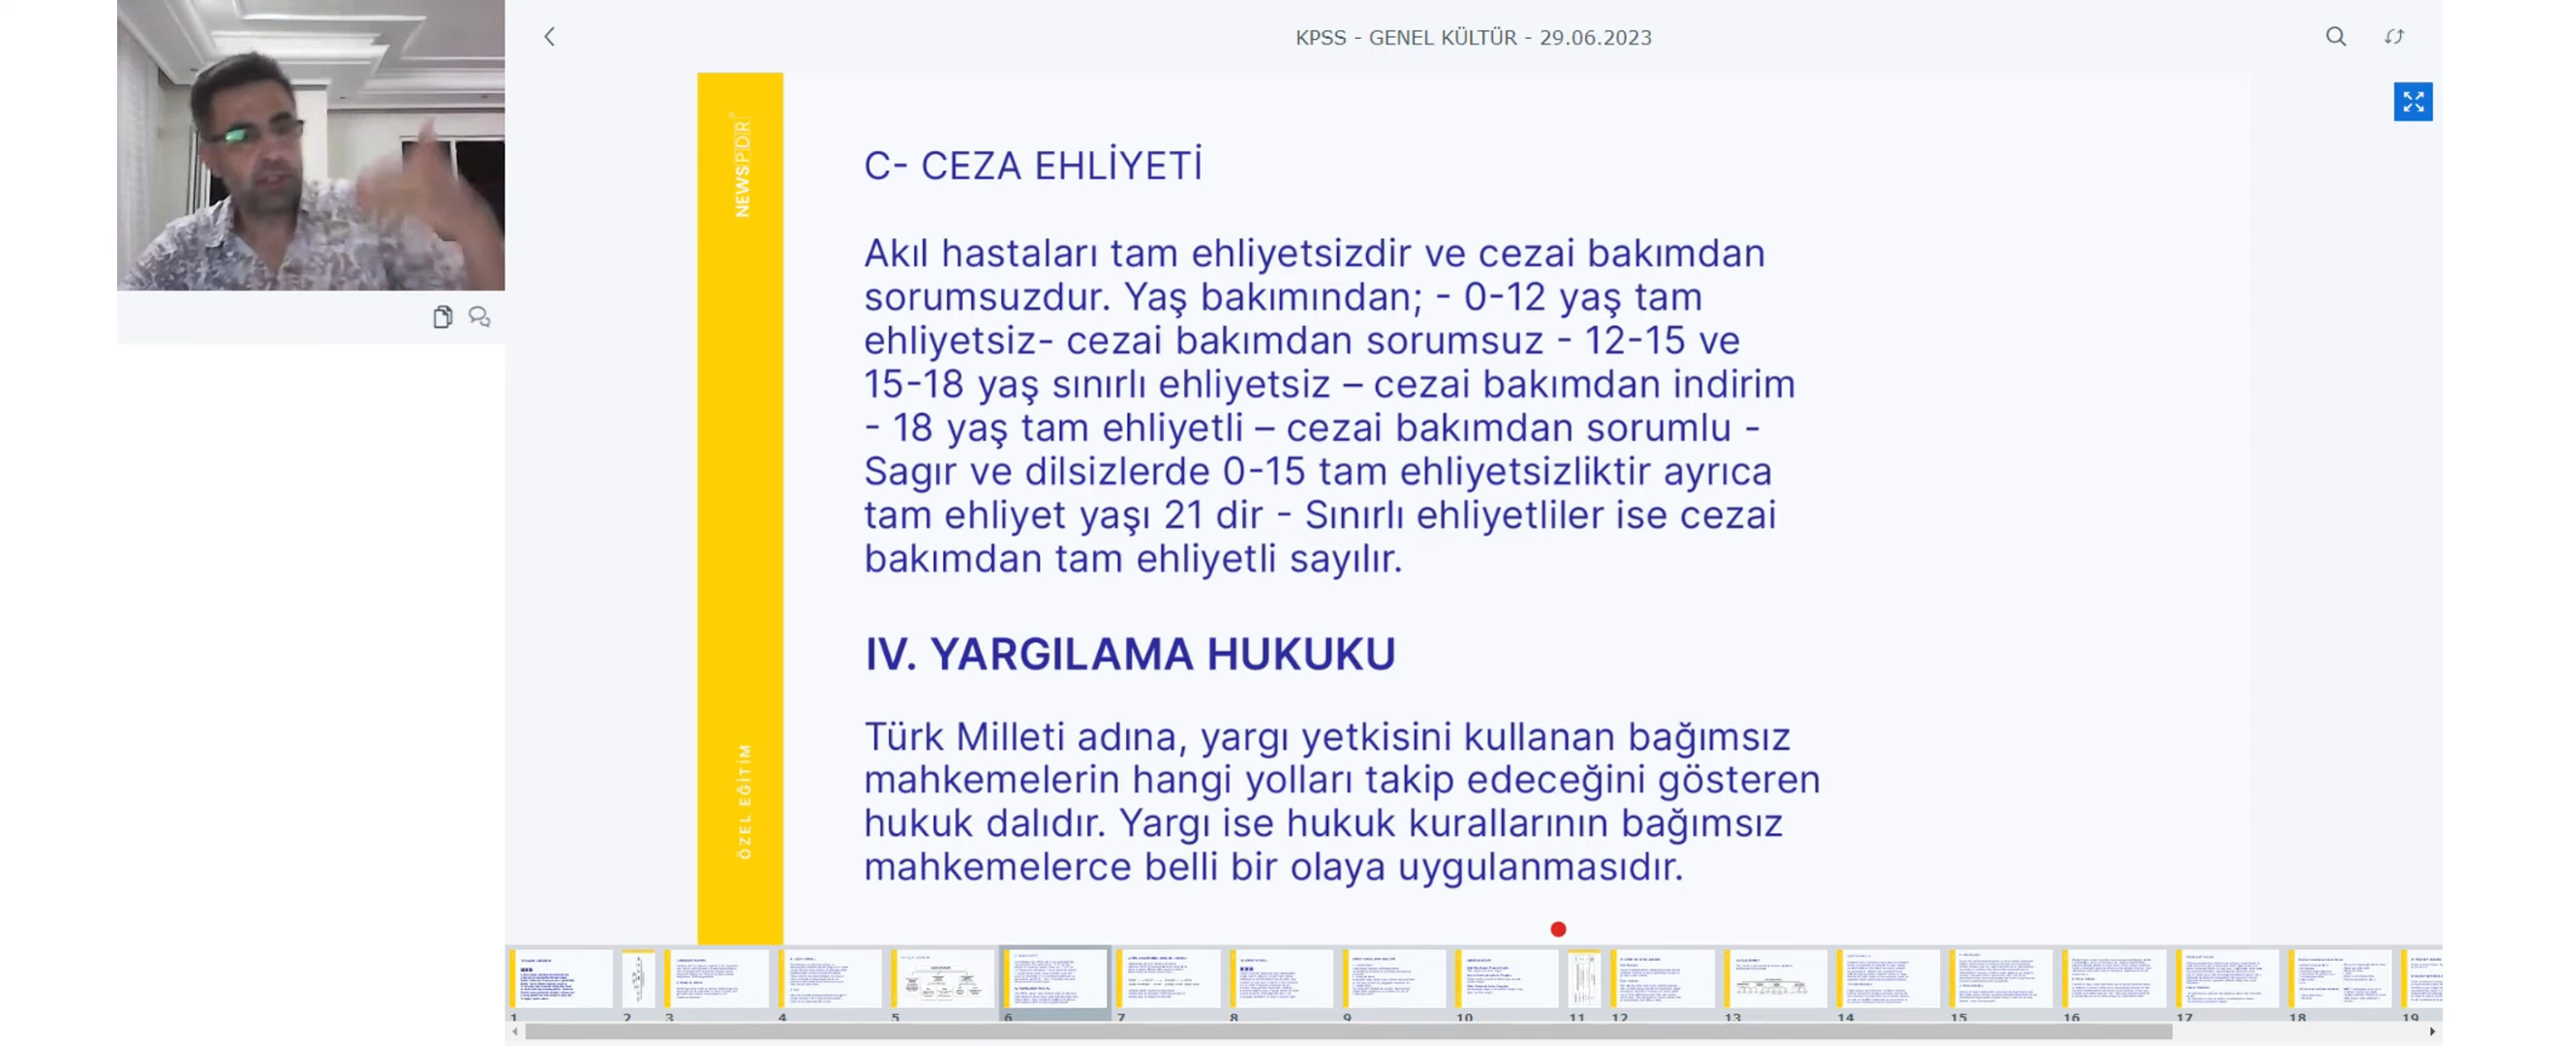 KPSS - GENEL KÜLTÜR - 29.06.2023
NEWSPDR
ÖZEL EĞİTİM
C- CEZA EHLİYETİ
Akıl hastaları tam ehliyetsizdir ve cezai bakımdan
sorumsuzdur. Yaş bakımından; - 0-12 yaş tam
ehliyetsiz- cezai bakımdan sorumsuz - 12-15 ve
15-18 yaş sınırlı ehliyetsiz – cezai bakımdan indirim
- 18 yaş tam ehliyetli – cezai bakımdan sorumlu -
Sagır ve dilsizlerde 0-15 tam ehliyetsizliktir ayrıca
tam ehliyet yaşı 21 dir - Sınırlı ehliyetliler ise cezai
bakımdan tam ehliyetli sayılır.
IV. YARGILAMA HUKUKU
Türk Milleti adına, yargı yetkisini kullanan bağımsız
mahkemelerin hangi yolları takip edeceğini gösteren
hukuk dalıdır. Yargı ise hukuk kurallarının bağımsız
mahkemelerce belli bir olaya uygulanmasıdır.
1 2 3 4 5 6 7 8 9 10 11 12 13 14 15 16 17 18 19